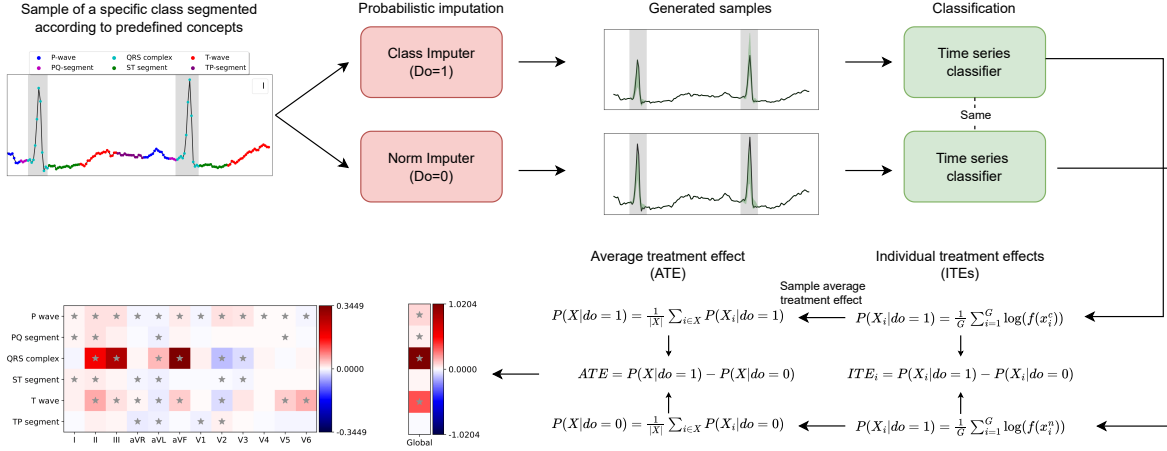 Sample of a specific class segmented
according to predefined concepts
Probabilistic imputation
Generated samples
Classification
P-wave QRS complex T-wave
PQ-segment ST segment TP-segment
I
Class Imputer
(Do=1)
Time series
classifier
Same
Norm Imputer
(Do=0)
Time series
classifier
Average treatment effect
(ATE)
Individual treatment effects
(ITEs)
Sample average
treatment effect
P(X|do = 1) = 1/|X| ∑_{i∈X} P(X_i|do = 1)
P(X_i|do = 1) = 1/G ∑_{i=1}^{G} log(f(x_i^c))
ATE = P(X|do = 1) − P(X|do = 0)
ITE_i = P(X_i|do = 1) − P(X_i|do = 0)
P(X|do = 0) = 1/|X| ∑_{i∈X} P(X_i|do = 0)
P(X_i|do = 1) = 1/G ∑_{i=1}^{G} log(f(x_i^n))
P wave
PQ segment
QRS complex
ST segment
T wave
TP segment
I II III aVR aVL aVF V1 V2 V3 V4 V5 V6
0.3449
0.0000
-0.3449
Global
1.0204
0.0000
-1.0204